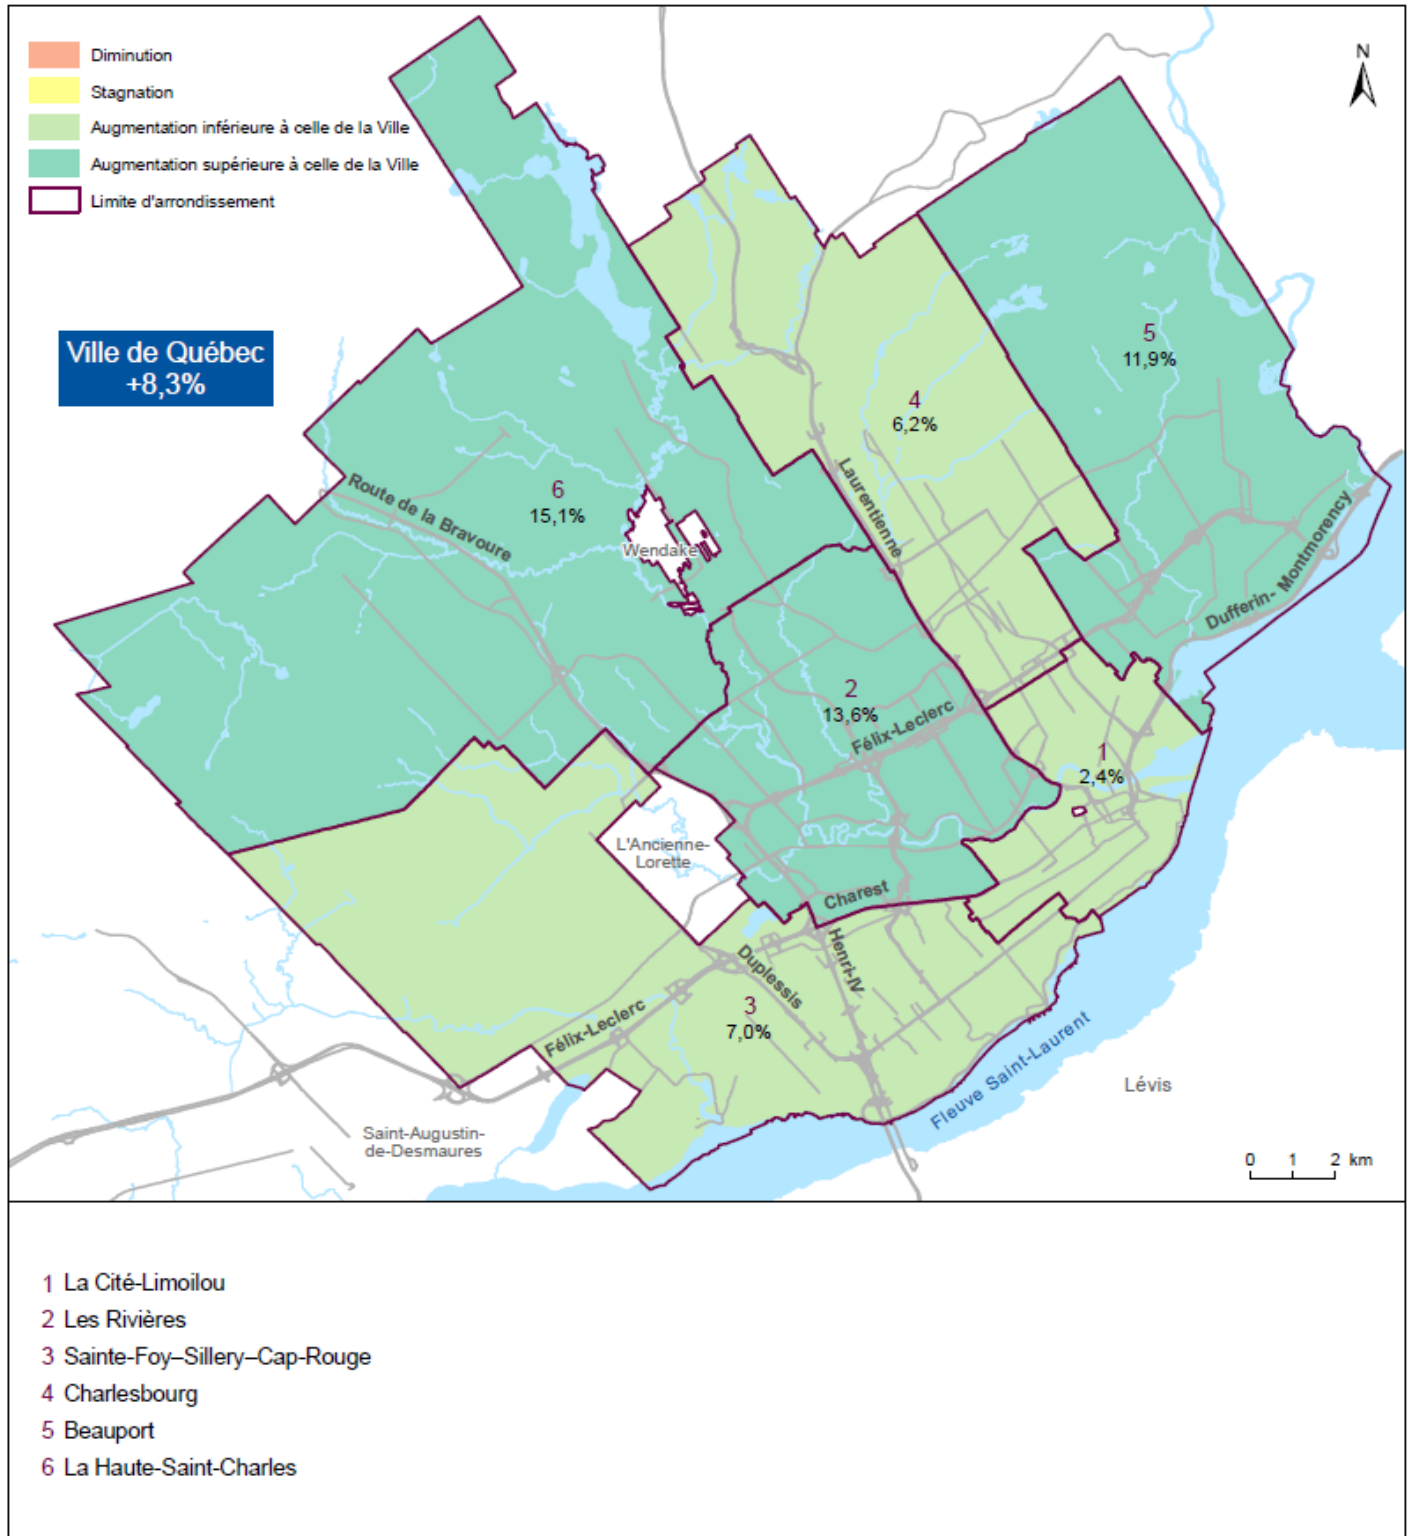 Diminution
Stagnation
Augmentation inférieure à celle de la Ville
Augmentation supérieure à celle de la Ville
Limite d'arrondissement
N
Ville de Québec
+8,3%
5
11,9%
4
6,2%
Laurentienne
6
15,1%
Route de la Bravoure
Wendake
Dufferin- Montmorency
2
13,6%
Félix-Leclerc
1
2,4%
L'Ancienne-
Lorette
Charest
Henri-IV
Duplessis
3
7,0%
Félix-Leclerc
Fleuve Saint-Laurent
Lévis
Saint-Augustin-
de-Desmaures
0 1 2 km
1 La Cité-Limoilou
2 Les Rivières
3 Sainte-Foy–Sillery–Cap-Rouge
4 Charlesbourg
5 Beauport
6 La Haute-Saint-Charles